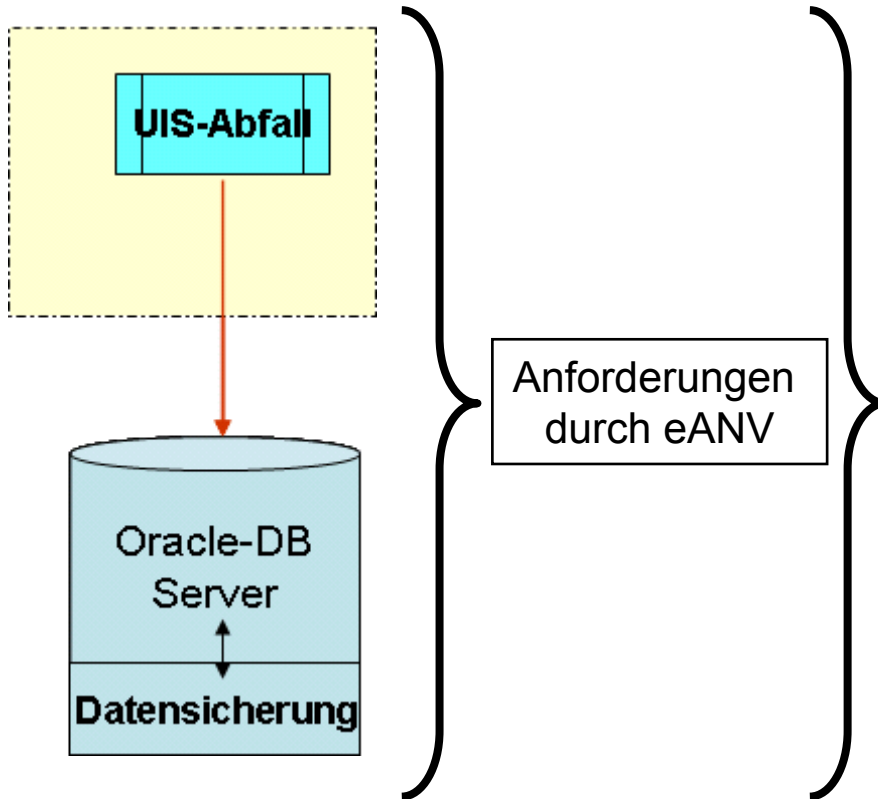 UIS-Abfall
Anforderungen
durch eANV
Oracle-DB
Server
Datensicherung